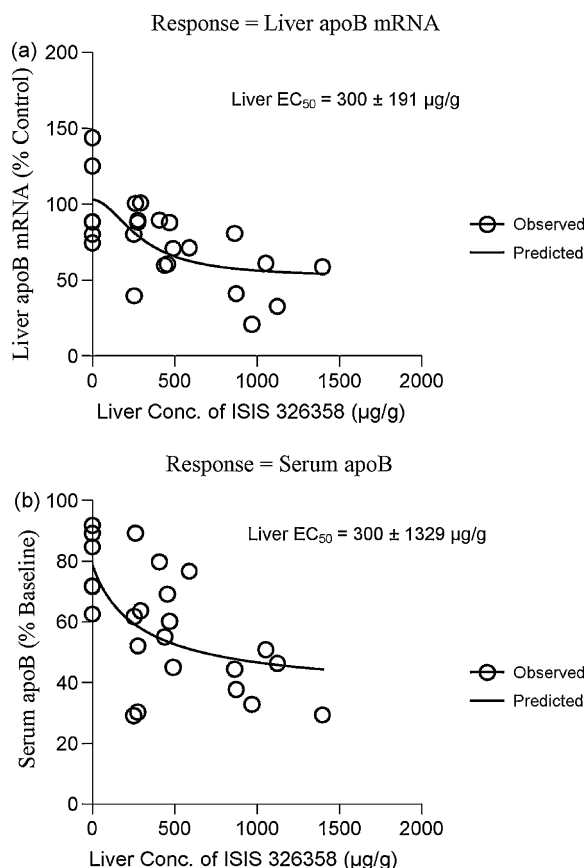 Response = Liver apoB mRNA
(a)
200
150
100
50
0
Liver apoB mRNA (% Control)
Liver EC50 = 300 ± 191 µg/g
Observed
Predicted
0 500 1000 1500 2000
Liver Conc. of ISIS 326358 (µg/g)
Response = Serum apoB
(b)
100
80
60
40
20
0
Serum apoB (% Baseline)
Liver EC50 = 300 ± 1329 µg/g
Observed
Predicted
0 500 1000 1500 2000
Liver Conc. of ISIS 326358 (µg/g)